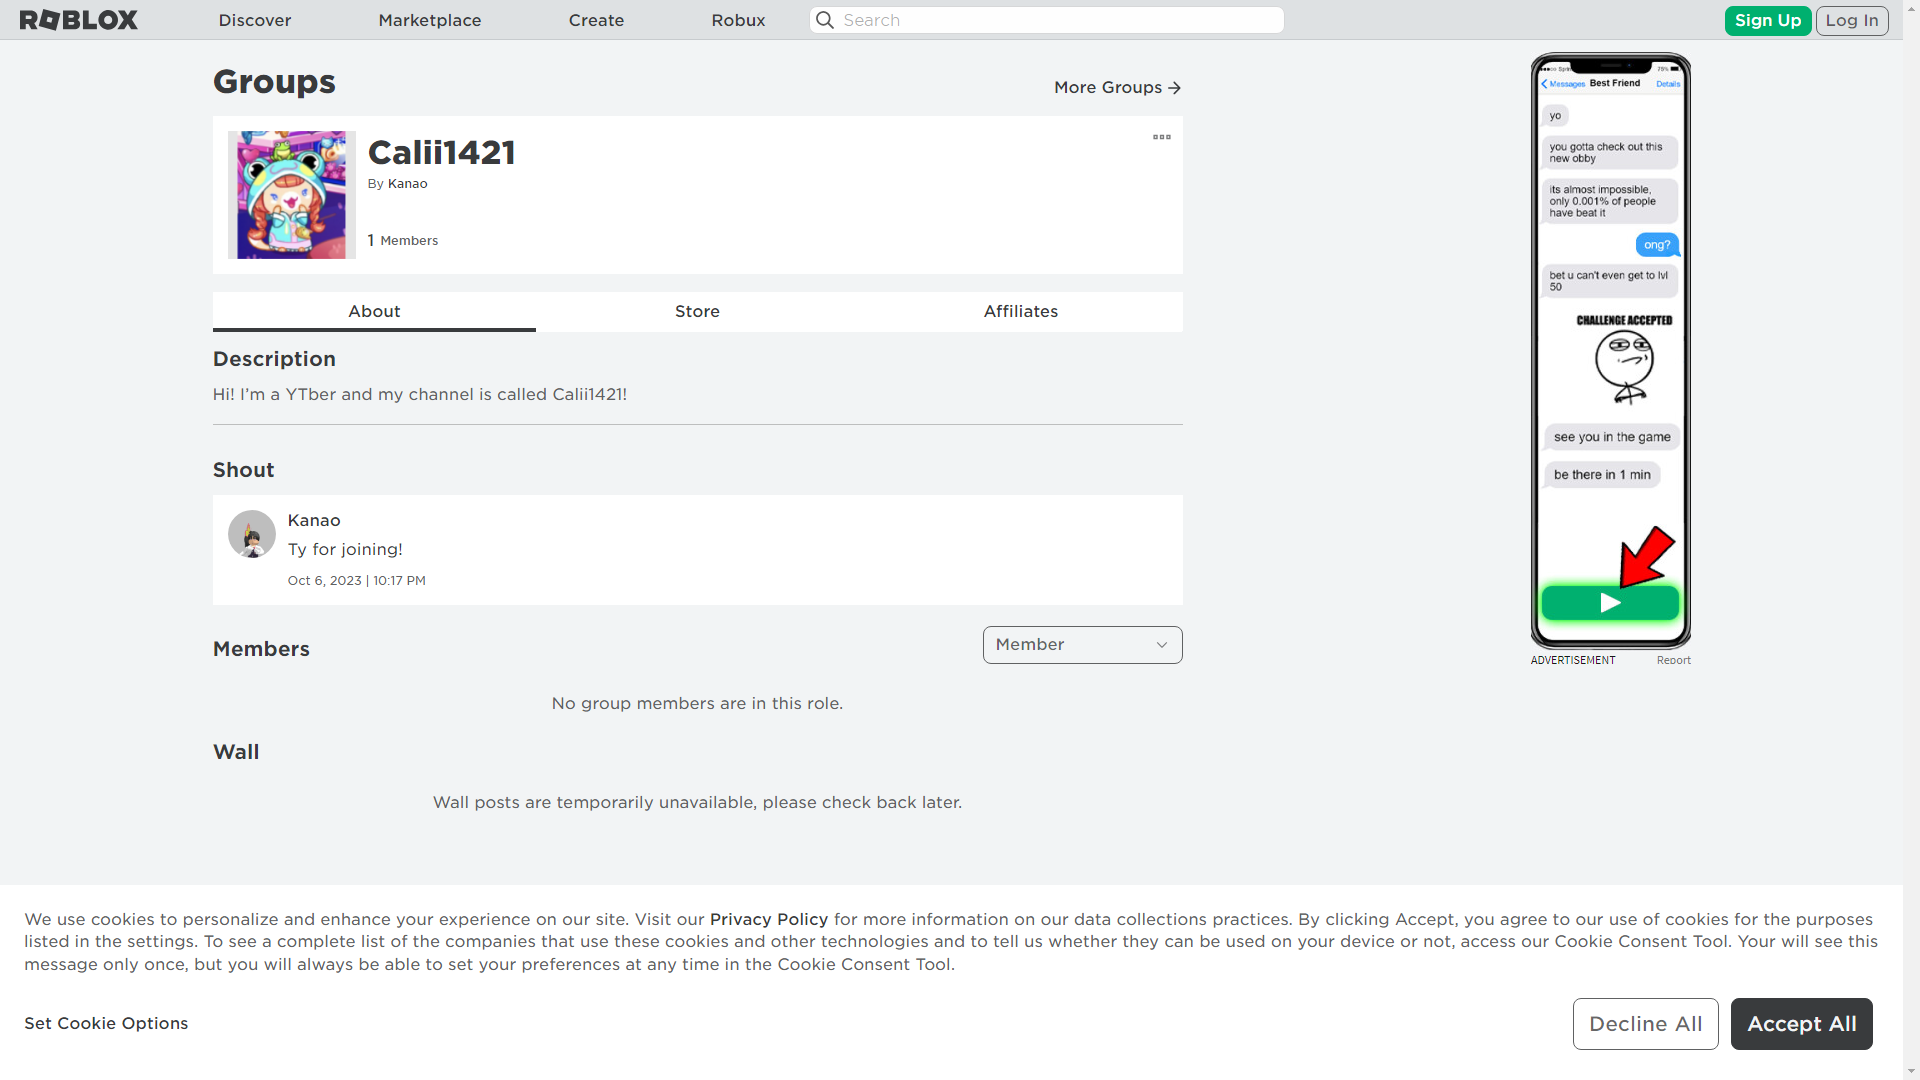 ROBLOX
Discover
Marketplace
Create
Robux
Search
Sign Up
Log In
Groups
More Groups
Calii1421
By Kanao
1 Members
About
Store
Affiliates
Description
Hi! I’m a YTber and my channel is called Calii1421!
Shout
Kanao
Ty for joining!
Oct 6, 2023 | 10:17 PM
Members
Member
No group members are in this role.
Wall
Wall posts are temporarily unavailable, please check back later.
75%
Messages
Best Friend
Details
yo
you gotta check out this
new obby
its almost impossible,
only 0.001% of people
have beat it
ong?
bet u can't even get to lvl
50
CHALLENGE ACCEPTED
see you in the game
be there in 1 min
ADVERTISEMENT
Report
We use cookies to personalize and enhance your experience on our site. Visit our Privacy Policy for more information on our data collections practices. By clicking Accept, you agree to our use of cookies for the purposes
listed in the settings. To see a complete list of the companies that use these cookies and other technologies and to tell us whether they can be used on your device or not, access our Cookie Consent Tool. Your will see this
message only once, but you will always be able to set your preferences at any time in the Cookie Consent Tool.
Set Cookie Options
Decline All
Accept All